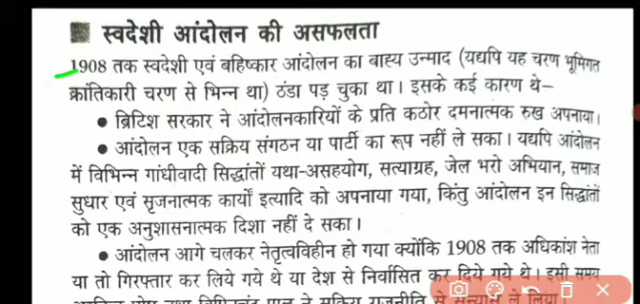 स्वदेशी आंदोलन की असफलता
1908 तक स्वदेशी एवं बहिष्कार आंदोलन का बाह्य उन्माद (यद्यपि यह चरण भूमिगत
क्रांतिकारी चरण से भिन्न था) ठंडा पड़ चुका था। इसके कई कारण थे–
• ब्रिटिश सरकार ने आंदोलनकारियों के प्रति कठोर दमनात्मक रुख अपनाया।
• आंदोलन एक सक्रिय संगठन या पार्टी का रूप नहीं ले सका। यद्यपि आंदोलन
में विभिन्न गांधीवादी सिद्धांतों यथा-असहयोग, सत्याग्रह, जेल भरो अभियान, समाज
सुधार एवं सृजनात्मक कार्यों इत्यादि को अपनाया गया, किंतु आंदोलन इन सिद्धांतों
को एक अनुशासनात्मक दिशा नहीं दे सका।
• आंदोलन आगे चलकर नेतृत्वविहीन हो गया क्योंकि 1908 तक अधिकांश नेता
या तो गिरफ्तार कर लिये गये थे या देश से निर्वासित कर दिये गये थे। इसी समय
ने सक्रिय राजनीति से सन्यास ले लिया।